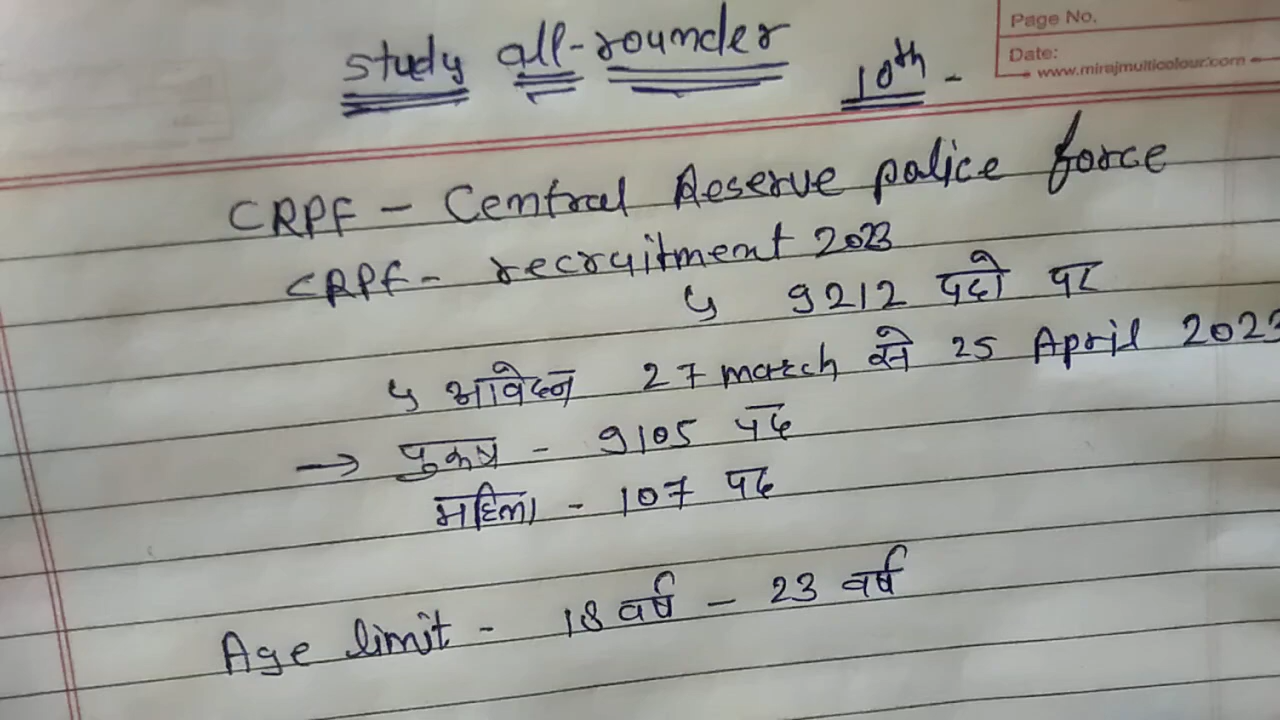 Page No.
Date:
www.mirajmulticolour.com
study all-rounder 10th -
CRPF - Central Reserve police force
CRPF - recruitment 2023
↳ 9212 पदो पर
↳ आवेदन 27 march से 25 April 2023
→ पुरुष - 9105 पद
महिला - 107 पद
Age limit - 18 वर्ष - 23 वर्ष